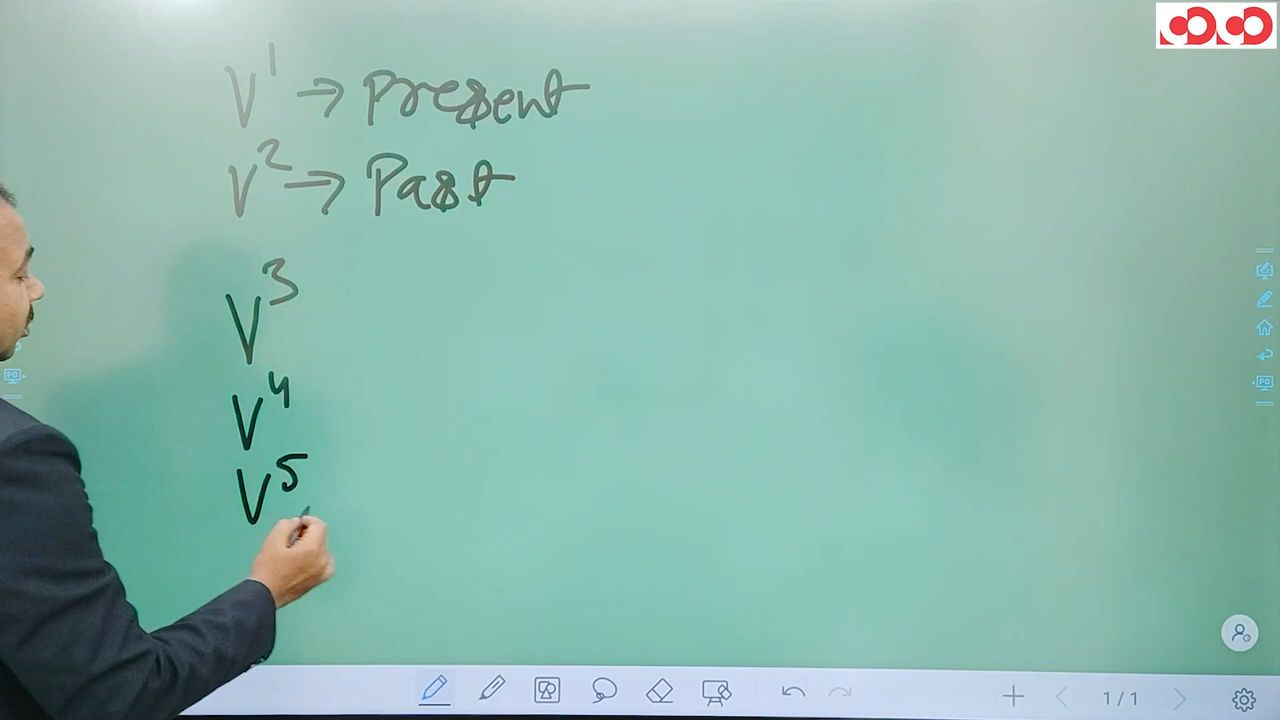 V¹ → Present
V² → Past
V³
V⁴
V⁵
1/1